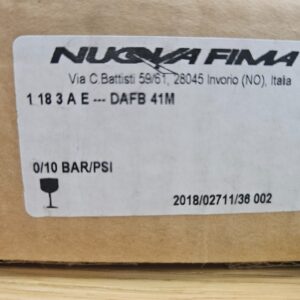 NUOVA FIMA
Via C.Battisti 59/61, 28045 Invorio (NO), Italia
1 18 3 A E --- DAFB 41M
0/10 BAR/PSI
2018/02711/36 002